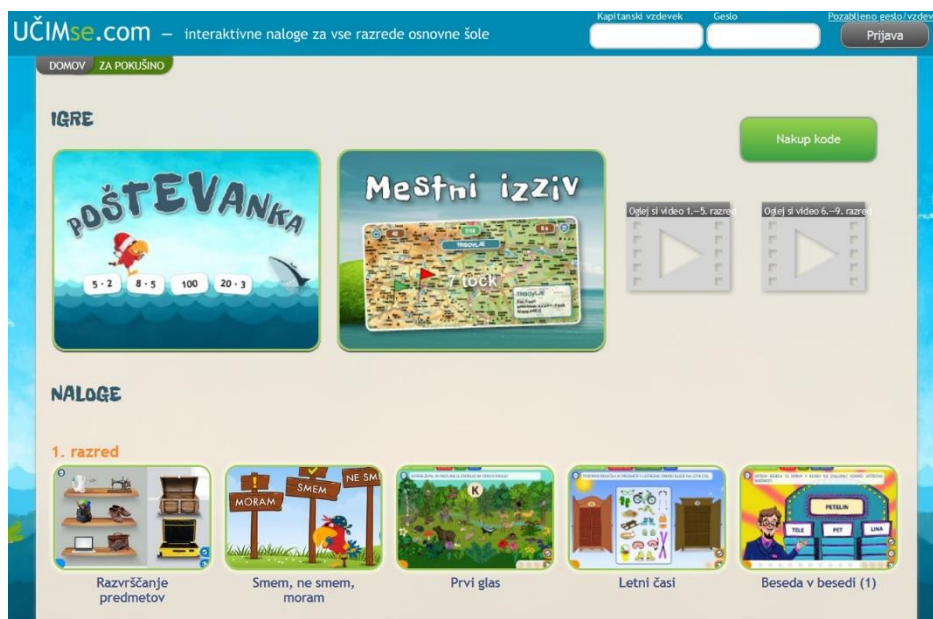 Kapitanski vzdevek Geslo Pozabljeno geslo/vzdev
UČIMse.com – interaktivne naloge za vse razrede osnovne šole
Prijava
DOMOV ZA POKUŠINO
IGRE
Nakup kode
POŠTEVANKA
5 · 2 8 · 5 100 20 · 3
Mestni izziv
TRBOVLJE
7 točk
Oglej si video 1.–5. razred
Oglej si video 6.–9. razred
NALOGE
1. razred
MORAM
SMEM
NE SM
K
PETELIN
TELE PET LINA
Razvrščanje
predmetov
Smem, ne smem,
moram
Prvi glas
Letni časi
Beseda v besedi (1)